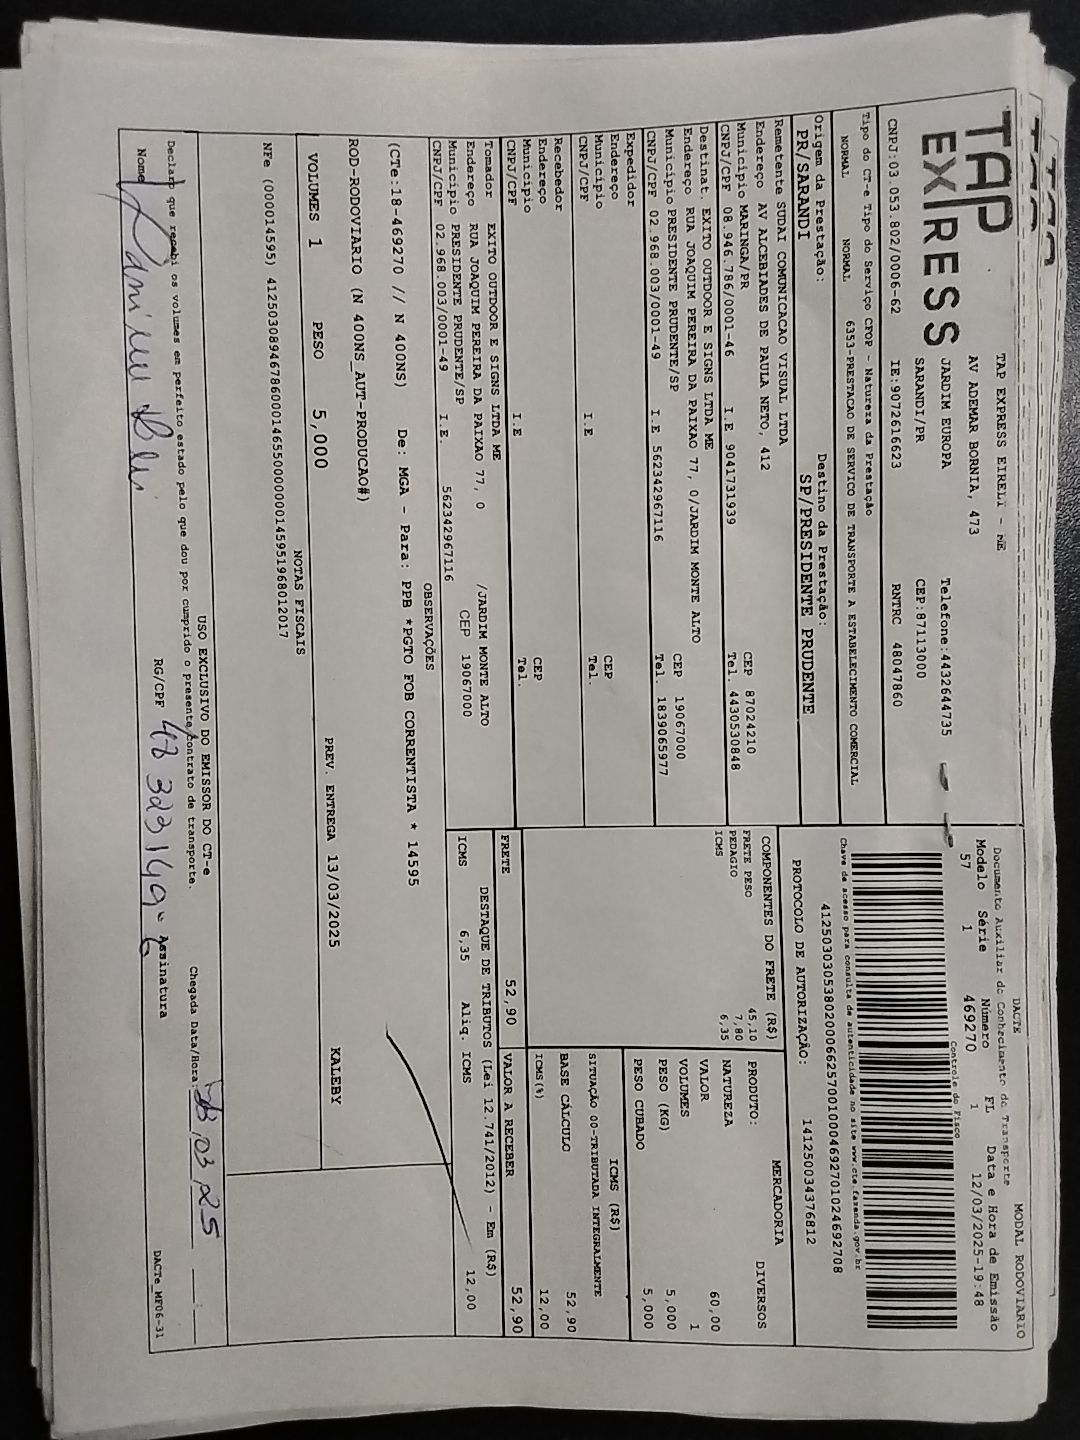 TAP
EXPRESS
TAP EXPRESS EIRELI - ME
AV ADEMAR BORNIA, 473
JARDIM EUROPA Telefone:4432644735
SARANDI/PR CEP:87113000
CNPJ:03.053.802/0006-62 IE:9072616623 RNTRC 48047860
DACTE MODAL RODOVIARIO
Documento Auxiliar do Conhecimento de Transporte
Modelo Série Número FL Data e Hora de Emissão
57 1 469270 1 12/03/2025-19:48
Controle do Fisco
Chave de acesso para consulta de autenticidade no site www.cte.fazenda.gov.br
41250303053802000662570010004692701024692708
PROTOCOLO DE AUTORIZAÇÃO: 141250034376812
Tipo do CT-e Tipo do Serviço CFOP - Natureza da Prestação
NORMAL NORMAL 6353-PRESTACAO DE SERVICO DE TRANSPORTE A ESTABELECIMENTO COMERCIAL
Origem da Prestação: Destino da Prestação:
PR/SARANDI SP/PRESIDENTE PRUDENTE
Remetente SUDAI COMUNICACAO VISUAL LTDA
Endereço AV ALCEBIADES DE PAULA NETO, 412
Município MARINGA/PR CEP 87024210
CNPJ/CPF 08.946.786/0001-46 I.E 9041731939 Tel. 4430530848
Destinat. EXITO OUTDOOR E SIGNS LTDA ME
Endereço RUA JOAQUIM PEREIRA DA PAIXAO 77, 0/JARDIM MONTE ALTO
Município PRESIDENTE PRUDENTE/SP CEP 19067000
CNPJ/CPF 02.968.003/0001-49 I.E 562342967116 Tel. 1839065977
Expedidor
Endereço
Município CEP
CNPJ/CPF I.E Tel.
Recebedor
Endereço
Município CEP
CNPJ/CPF I.E Tel.
Tomador EXITO OUTDOOR E SIGNS LTDA ME
Endereço RUA JOAQUIM PEREIRA DA PAIXAO 77, 0 /JARDIM MONTE ALTO
Município PRESIDENTE PRUDENTE/SP CEP 19067000
CNPJ/CPF 02.968.003/0001-49 I.E. 562342967116
COMPONENTES DO FRETE (R$)
FRETE PESO 45,10
PEDAGIO 7,80
ICMS 6,35
FRETE 52,90
MERCADORIA
PRODUTO: DIVERSOS
NATUREZA
VALOR 60,00
VOLUMES 1
PESO (KG) 5,000
PESO CUBADO 5,000
ICMS (R$)
SITUAÇÃO 00-TRIBUTADA INTEGRALMENTE
BASE CÁLCULO 52,90
ICMS(%) 12,00
VALOR A RECEBER 52,90
DESTAQUE DE TRIBUTOS (Lei 12.741/2012) - Em (R$)
ICMS 6,35 Aliq. ICMS 12,00
OBSERVAÇÕES
(CTe:18-469270 // N 400NS) De: MGA - Para: PPB *PGTO FOB CORRENTISTA * 14595
ROD-RODOVIARIO (N 400NS_AUT-PRODUCAO#)
VOLUMES 1 PESO 5,000 PREV. ENTREGA 13/03/2025 KALEBY
NOTAS FISCAIS
NFe (000014595) 41250308946786000146550000000145951968012017
USO EXCLUSIVO DO EMISSOR DO CT-e
Declaro que recebi os volumes em perfeito estado pelo que dou por cumprido o presente contrato de transporte. Chegada Data/Hora: 13,03,25
Nome RG/CPF Assinatura
DACTe_MF06-31